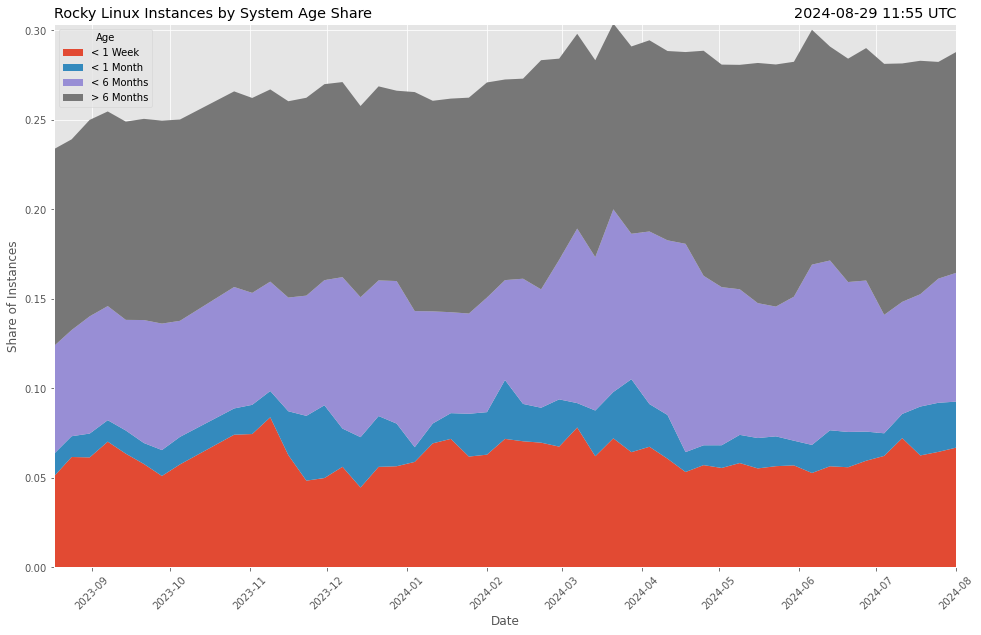 Rocky Linux Instances by System Age Share
2024-08-29 11:55 UTC
Age
< 1 Week
< 1 Month
< 6 Months
> 6 Months
Share of Instances
0.30
0.25
0.20
0.15
0.10
0.05
0.00
2023-09
2023-10
2023-11
2023-12
2024-01
2024-02
2024-03
2024-04
2024-05
2024-06
2024-07
2024-08
Date